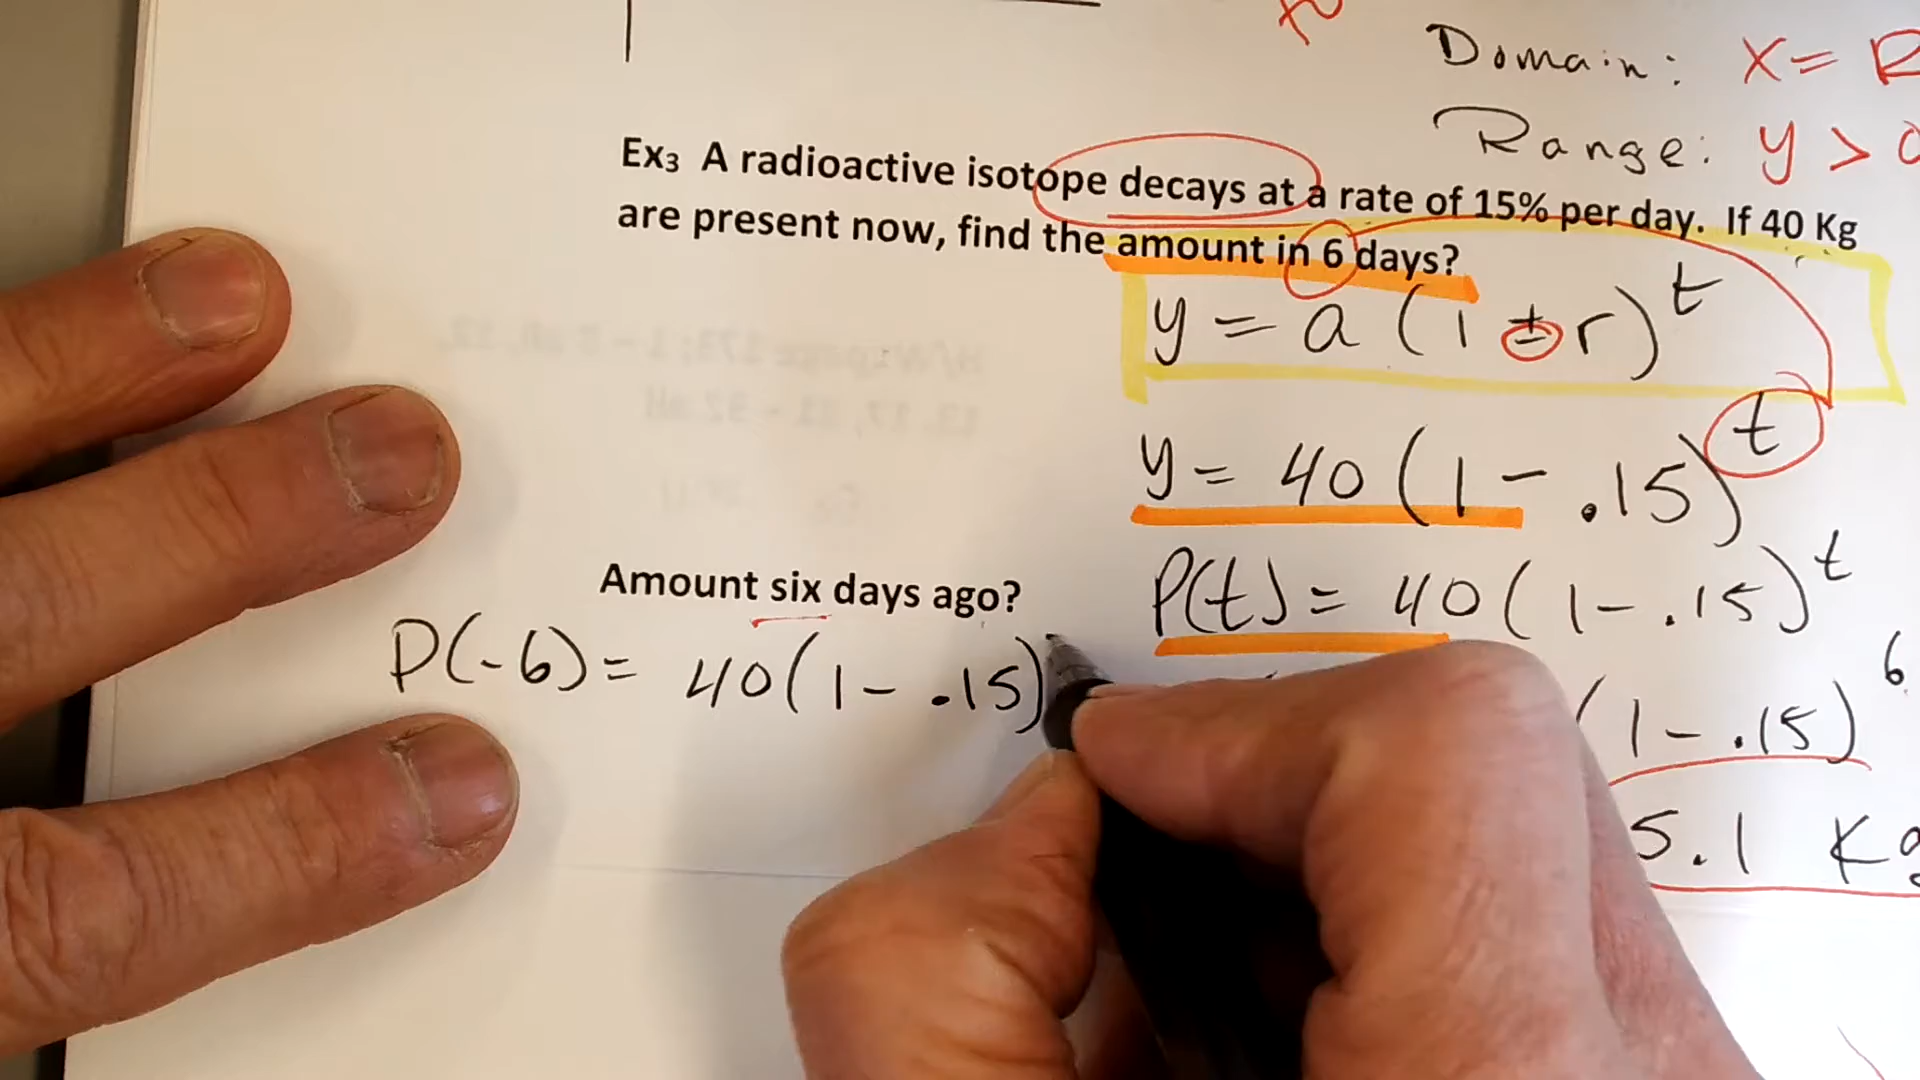 Domain: x = R
Range: y >
Ex3 A radioactive isotope decays at a rate of 15% per day. If 40 Kg
are present now, find the amount in 6 days?
y = a (1 ± r)^t
y = 40 (1 - .15)^t
P(t) = 40 (1 - .15)^t
Amount six days ago?
P(-6) = 40 (1 - .15)
(1 - .15)^6
5.1 Kg